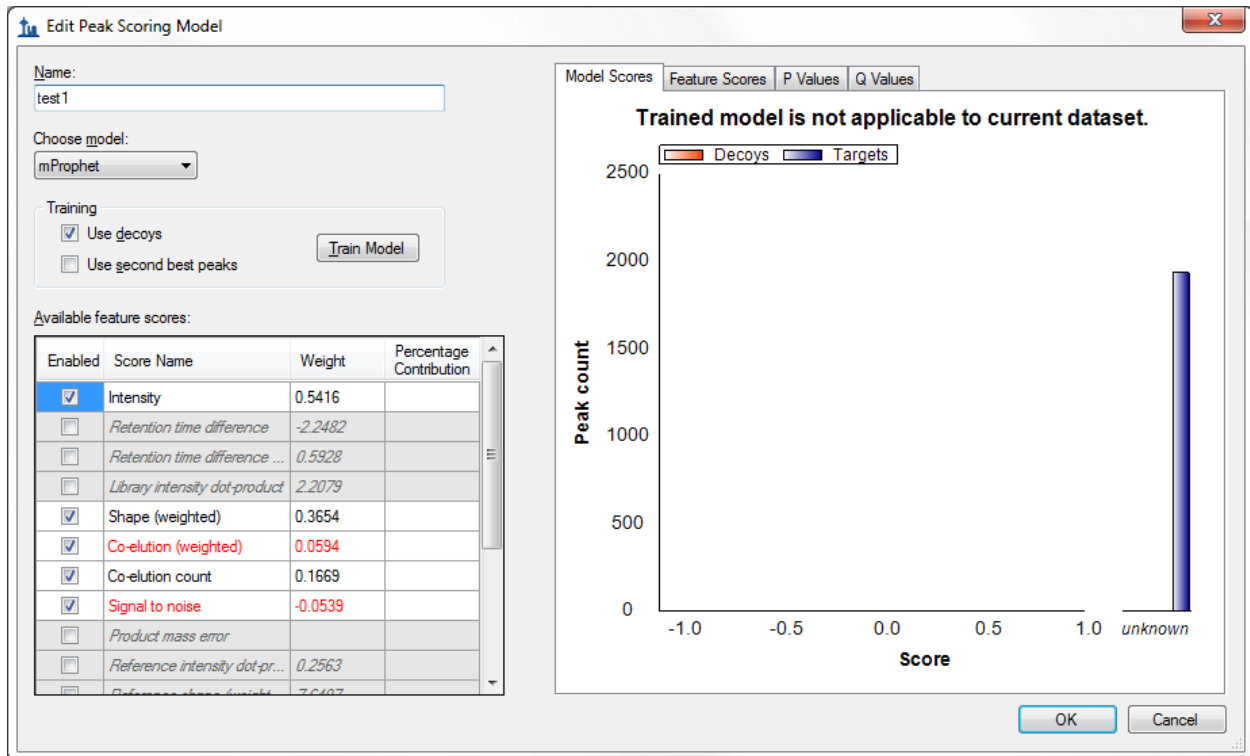 Edit Peak Scoring Model
Name:
test1
Choose model:
mProphet
Training
Use decoys
Use second best peaks
Train Model
Available feature scores:
Enabled Score Name Weight Percentage Contribution
Intensity 0.5416
Retention time difference -2.2482
Retention time difference ... 0.5928
Library intensity dot-product 2.2079
Shape (weighted) 0.3654
Co-elution (weighted) 0.0594
Co-elution count 0.1669
Signal to noise -0.0539
Product mass error
Reference intensity dot-pr... 0.2563
Model Scores Feature Scores P Values Q Values
Trained model is not applicable to current dataset.
Decoys Targets
2500
2000
1500
1000
500
0
Peak count
-1.0 -0.5 0.0 0.5 1.0 unknown
Score
OK Cancel